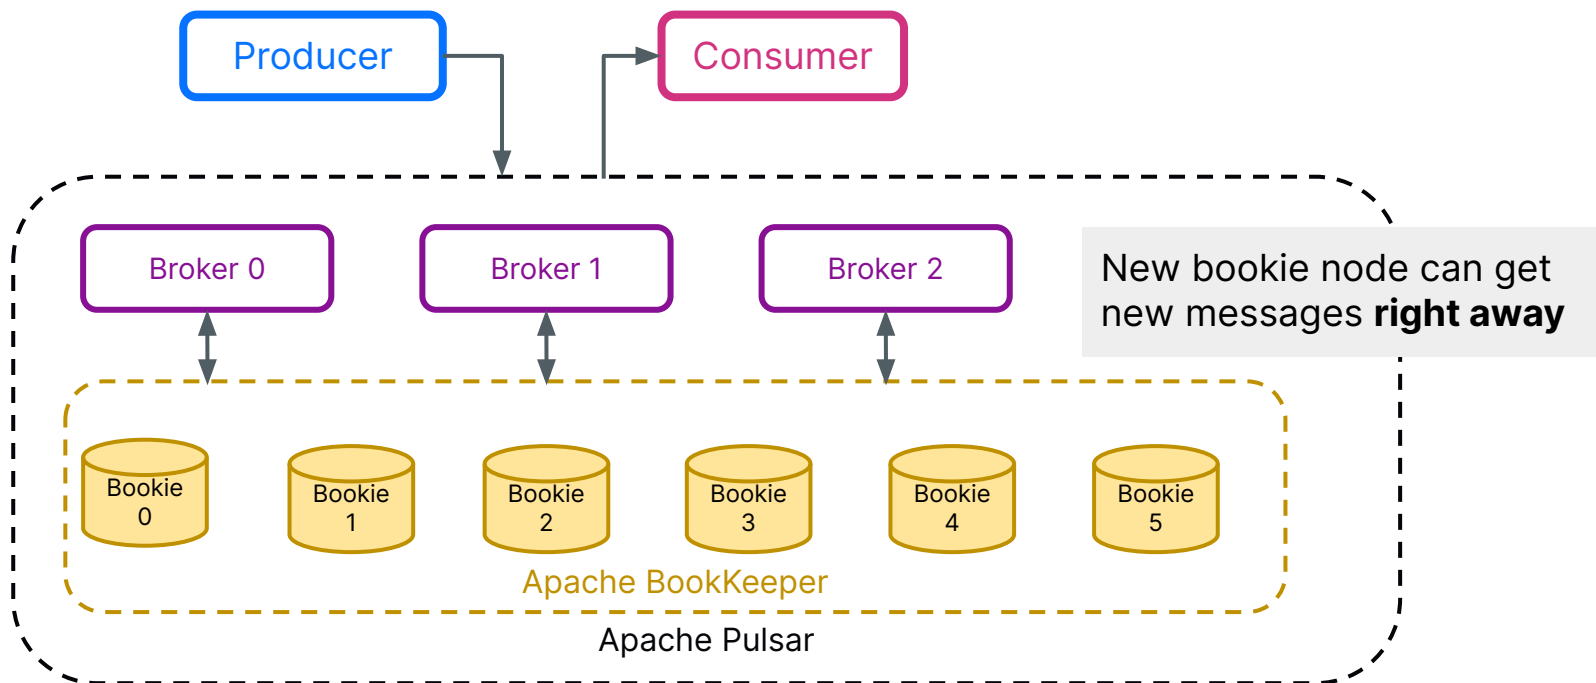 Producer
Consumer
Broker 0
Broker 1
Broker 2
New bookie node can get
new messages right away
Bookie
0
Bookie
1
Bookie
2
Bookie
3
Bookie
4
Bookie
5
Apache BookKeeper
Apache Pulsar